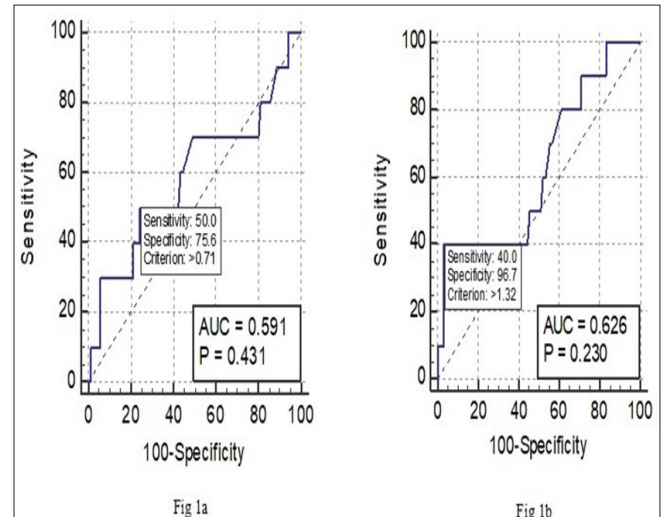 100
80
60
40
20
0
Sensitivity
Sensitivity: 50.0
Specificity: 75.6
Criterion: >0.71
AUC = 0.591
P = 0.431
0 20 40 60 80 100
100-Specificity
Fig 1a
100
80
60
40
20
0
Sensitivity
Sensitivity: 40.0
Specificity: 96.7
Criterion: >1.32
AUC = 0.626
P = 0.230
0 20 40 60 80 100
100-Specificity
Fig 1b